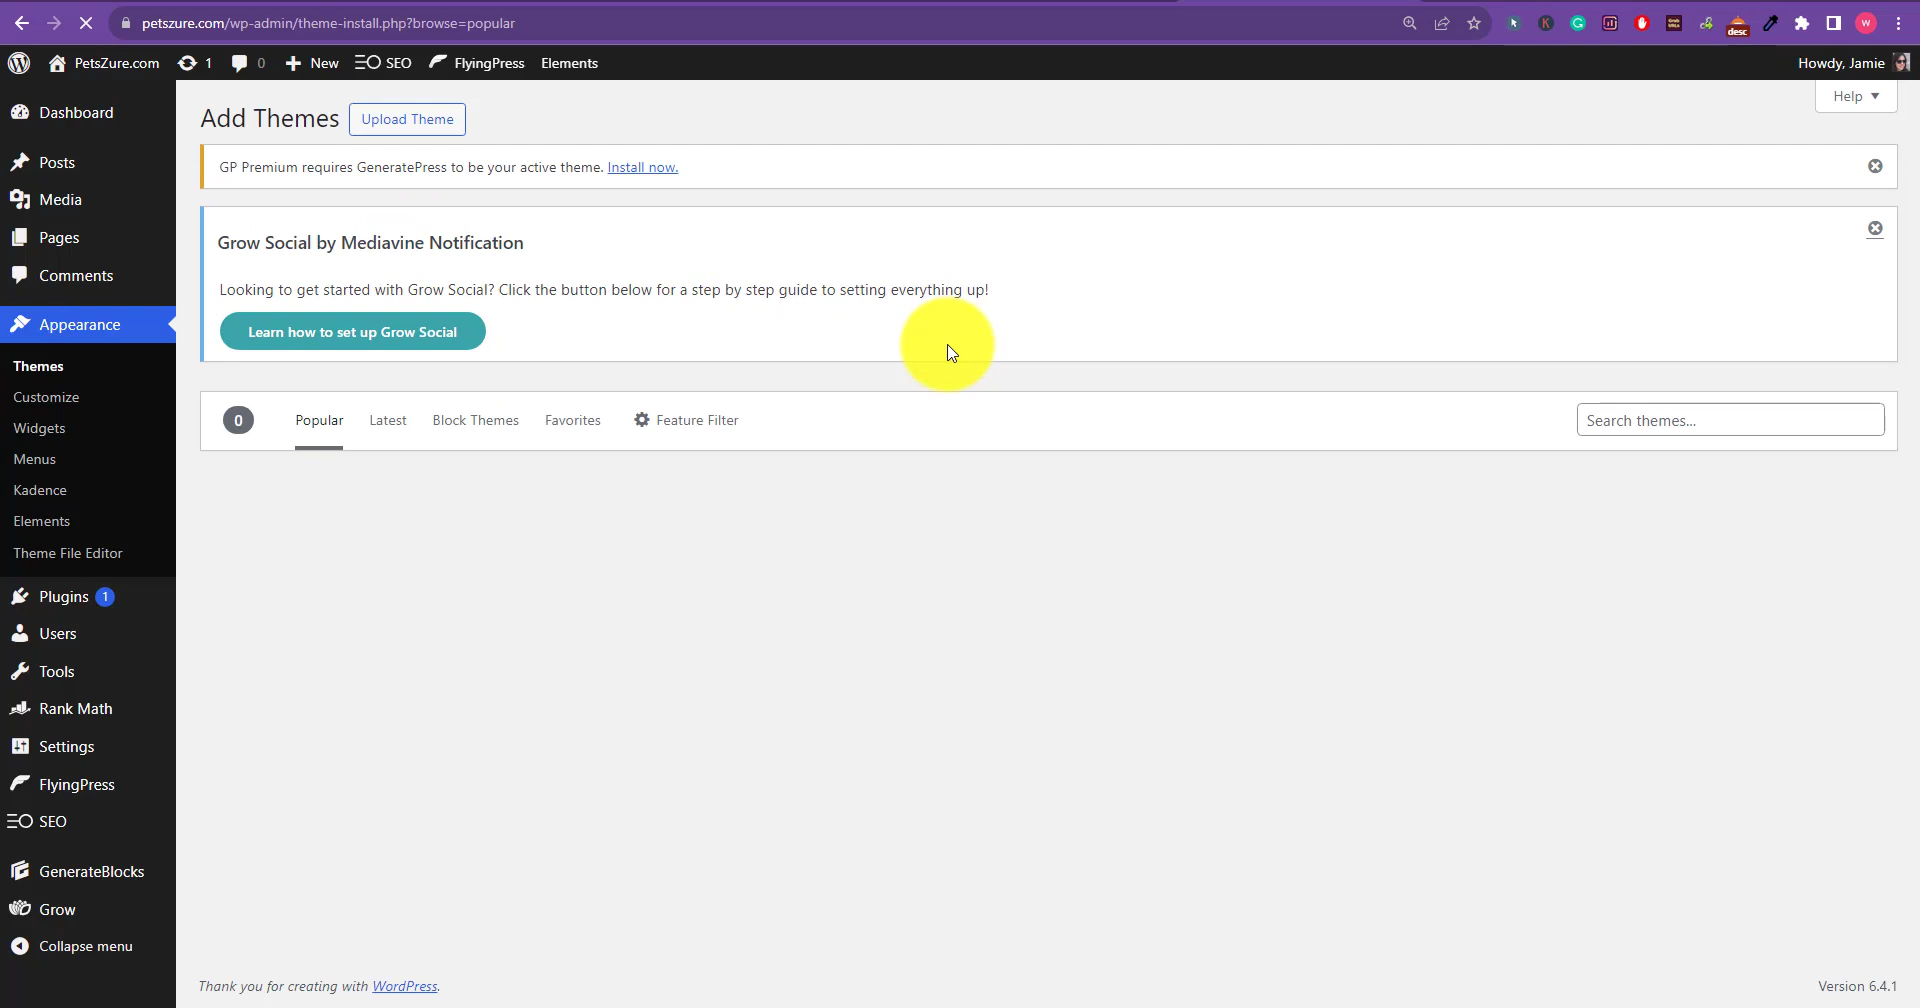 petszure.com/wp-admin/theme-install.php?browse=popular
desc
W
PetsZure.com
1
0
New
SEO
FlyingPress
Elements
Howdy, Jamie
Dashboard
Posts
Media
Pages
Comments
Appearance
Themes
Customize
Widgets
Menus
Kadence
Elements
Theme File Editor
Plugins 1
Users
Tools
Rank Math
Settings
FlyingPress
SEO
GenerateBlocks
Grow
Collapse menu
Help
Add Themes
Upload Theme
GP Premium requires GeneratePress to be your active theme. Install now.
Grow Social by Mediavine Notification
Looking to get started with Grow Social? Click the button below for a step by step guide to setting everything up!
Learn how to set up Grow Social
0 Popular Latest Block Themes Favorites Feature Filter
Search themes...
Thank you for creating with WordPress.
Version 6.4.1